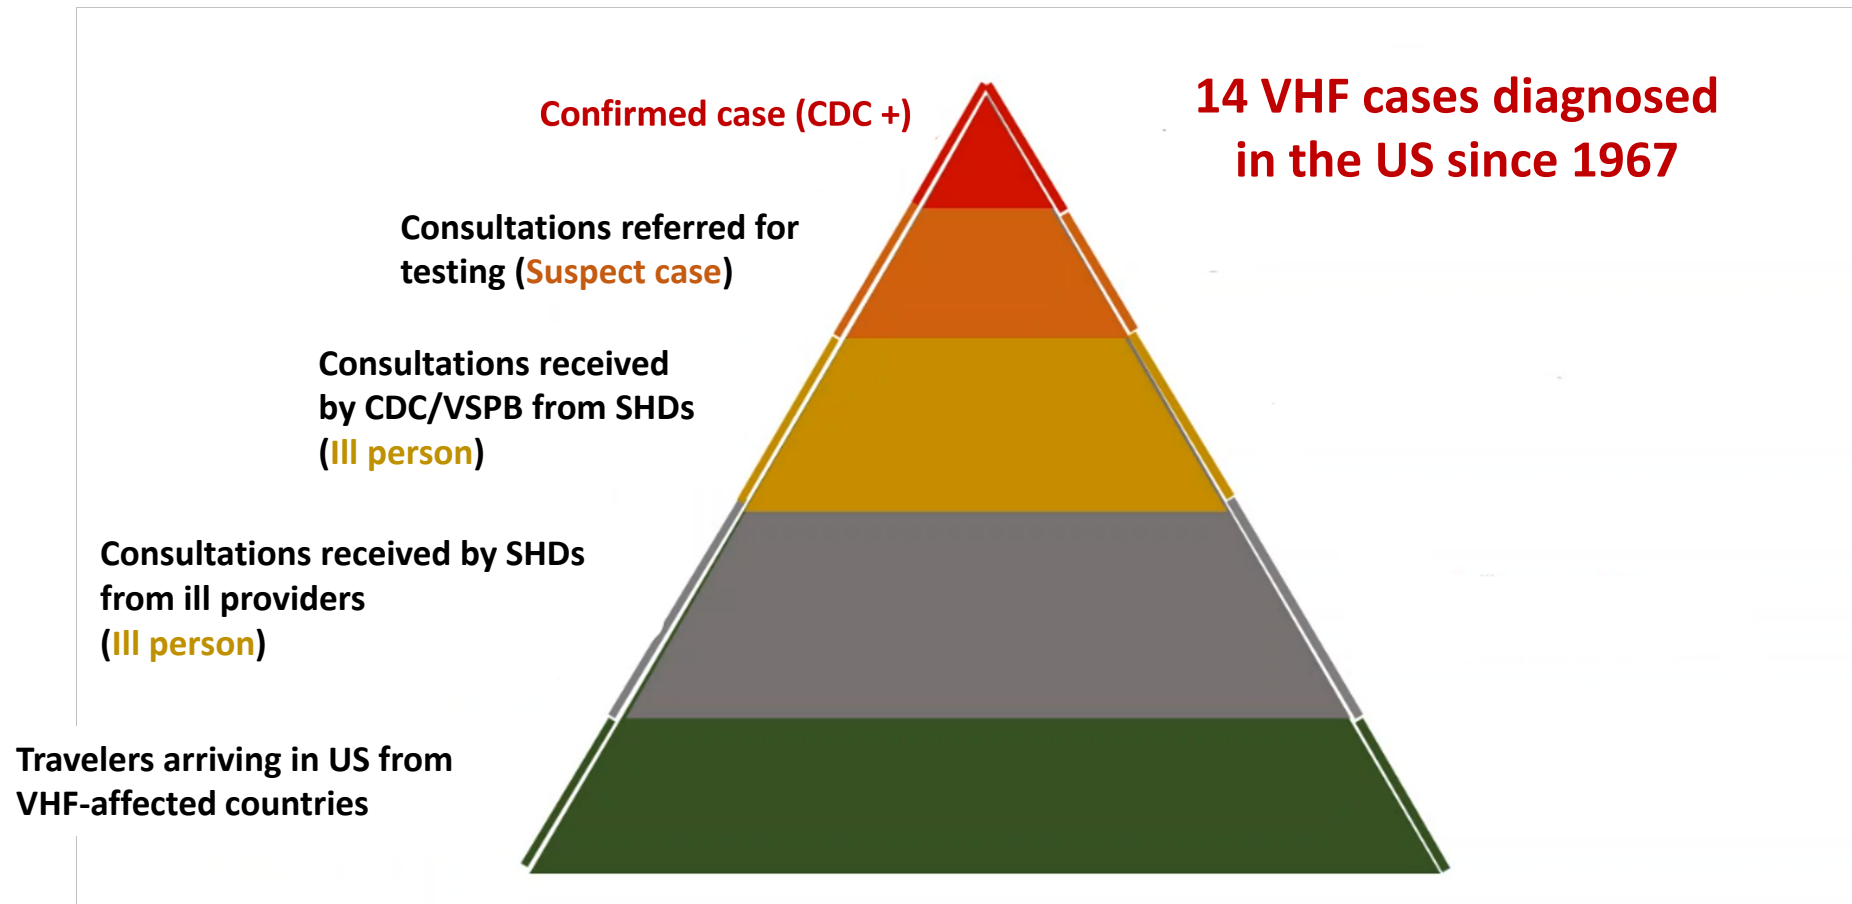 14 VHF cases diagnosed
in the US since 1967
Confirmed case (CDC +)
Consultations referred for
testing (Suspect case)
Consultations received
by CDC/VSPB from SHDs
(Ill person)
Consultations received by SHDs
from ill providers
(Ill person)
Travelers arriving in US from
VHF-affected countries